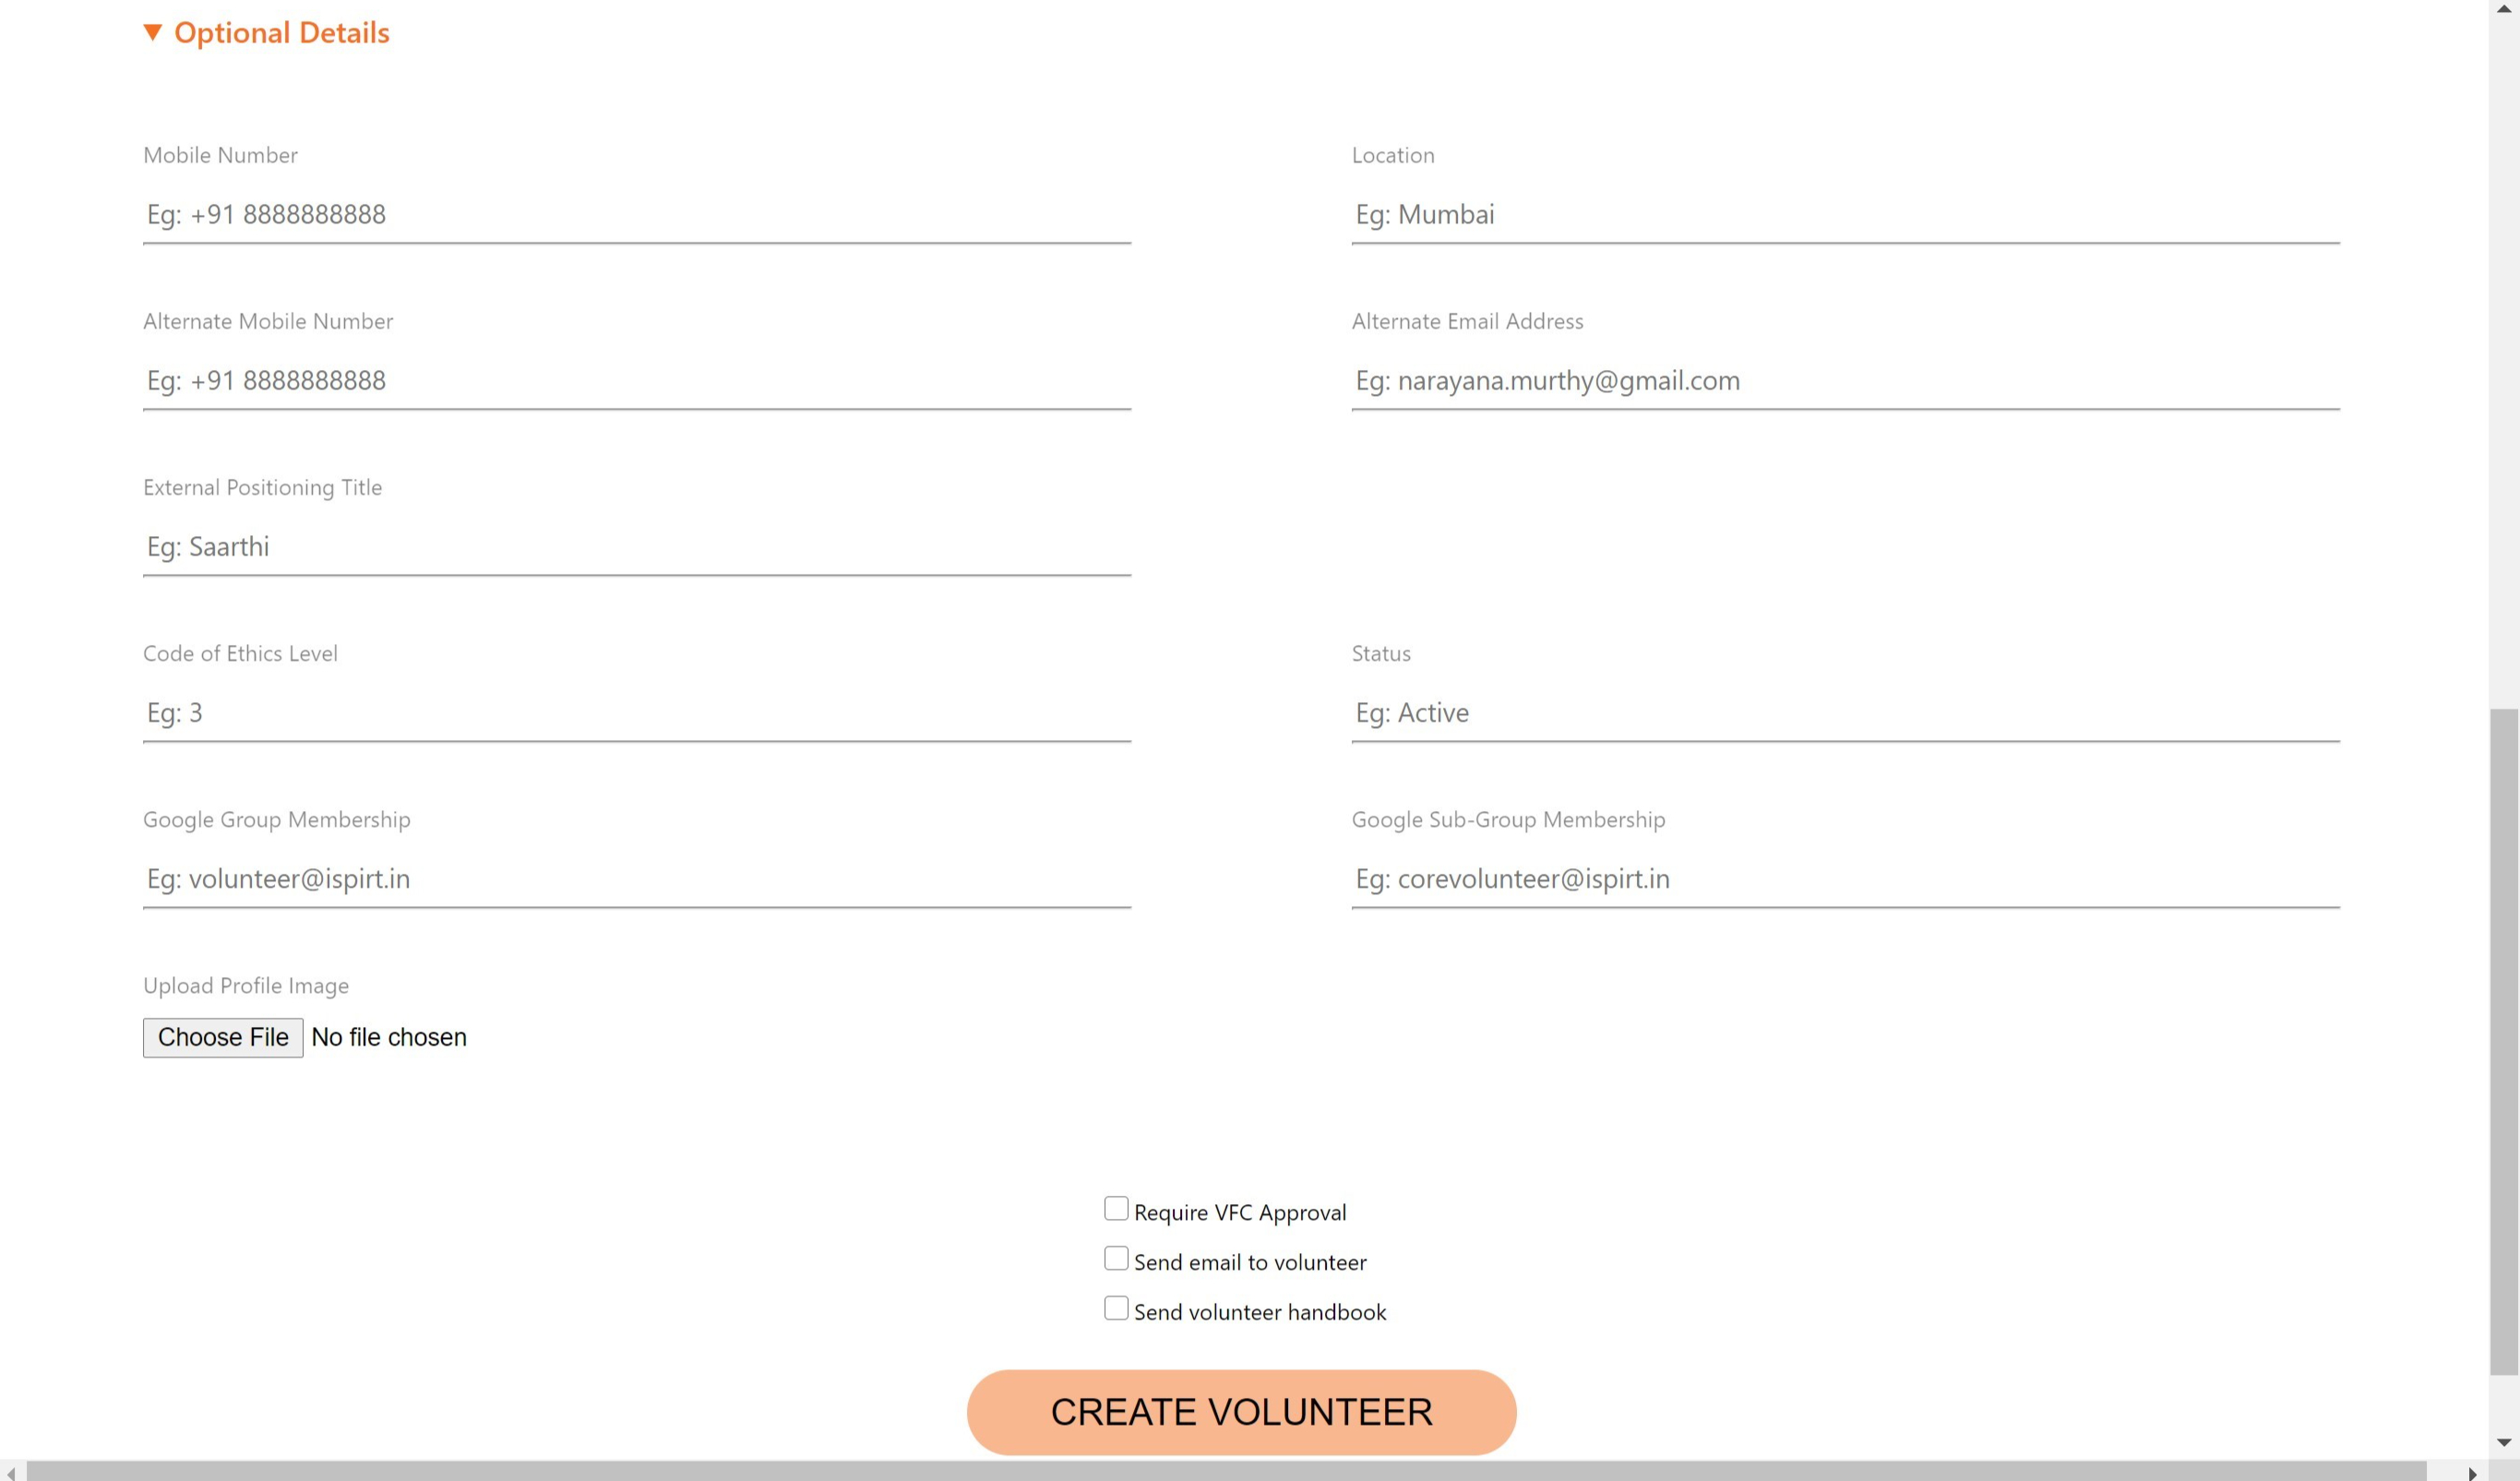 Optional Details
Mobile Number
Eg: +91 8888888888
Location
Eg: Mumbai
Alternate Mobile Number
Eg: +91 8888888888
Alternate Email Address
Eg: narayana.murthy@gmail.com
External Positioning Title
Eg: Saarthi
Code of Ethics Level
Eg: 3
Status
Eg: Active
Google Group Membership
Eg: volunteer@ispirt.in
Google Sub-Group Membership
Eg: corevolunteer@ispirt.in
Upload Profile Image
Choose File No file chosen
Require VFC Approval
Send email to volunteer
Send volunteer handbook
CREATE VOLUNTEER